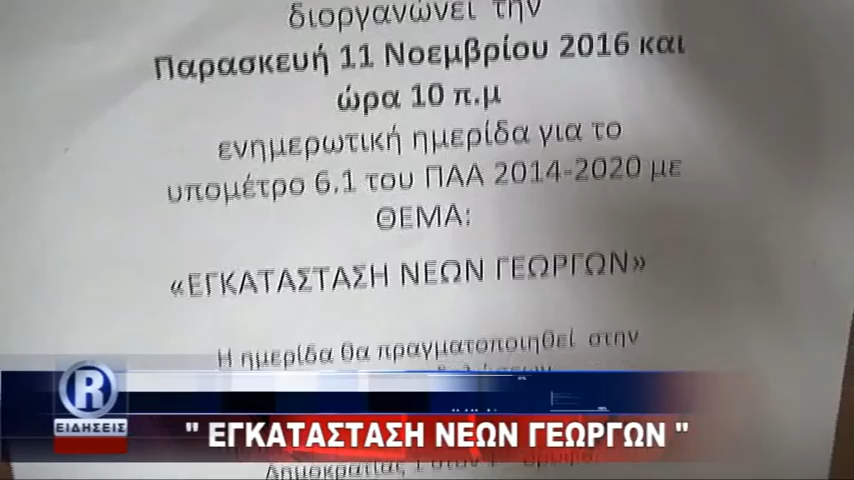 διοργανώνει την
Παρασκευή 11 Νοεμβρίου 2016 και
ώρα 10 π.μ
ενημερωτική ημερίδα για το
υπομέτρο 6.1 του ΠΑΑ 2014-2020 με
ΘΕΜΑ:
«ΕΓΚΑΤΑΣΤΑΣΗ ΝΕΩΝ ΓΕΩΡΓΩΝ»
Η ημερίδα θα πραγματοποιηθεί στην
R
ΕΙΔΗΣΕΙΣ
" ΕΓΚΑΤΑΣΤΑΣΗ ΝΕΩΝ ΓΕΩΡΓΩΝ "
Δημοκρατίας